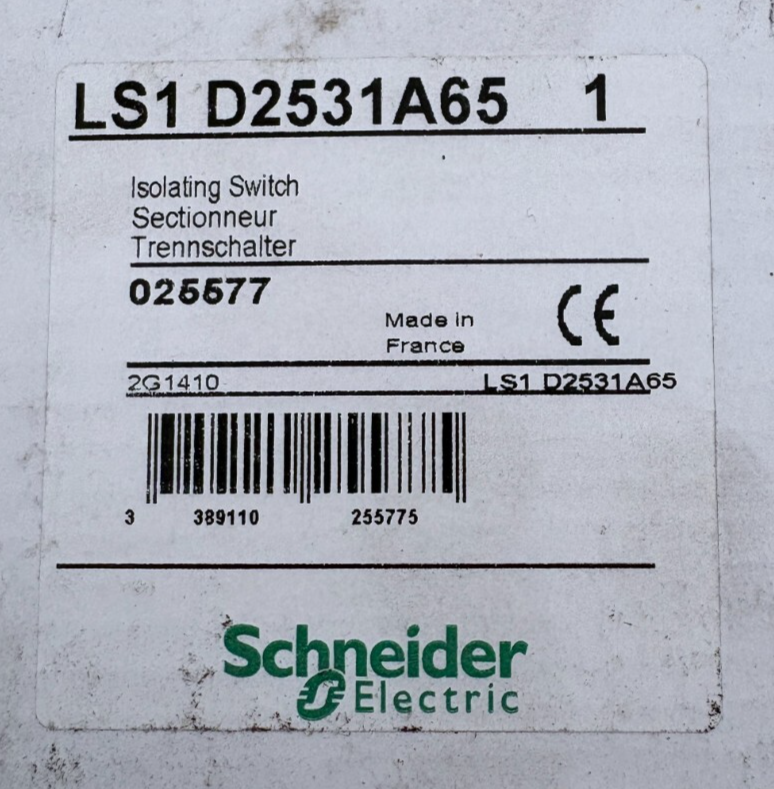 LS1 D2531A65 1
Isolating Switch
Sectionneur
Trennschalter
025577
Made in
France
CE
2G1410 LS1 D2531A65
3 389110 255775
Schneider
Electric